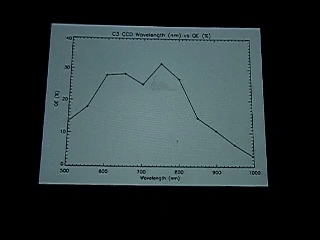 C3 CCD Wavelength (nm) vs QE (%)
40
30
20
10
0
QE (%)
500 600 700 800 900 1000
Wavelength (nm)